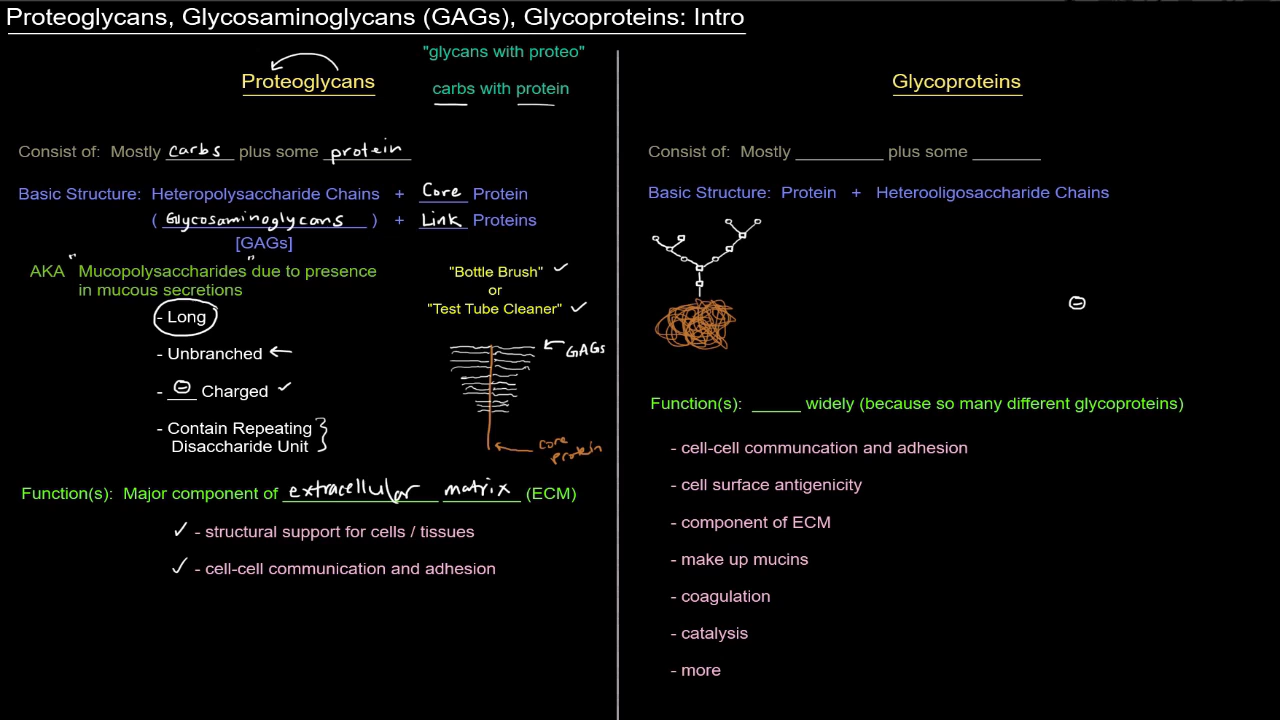 Proteoglycans, Glycosaminoglycans (GAGs), Glycoproteins: Intro
"glycans with proteo"
Proteoglycans
carbs with protein
Consist of: Mostly carbs plus some protein
Basic Structure: Heteropolysaccharide Chains + Core Protein
(Glycosaminoglycans) + Link Proteins
[GAGs]
AKA "Mucopolysaccharides" due to presence
in mucous secretions
- Long
- Unbranched
- ⊖ Charged
- Contain Repeating
Disaccharide Unit
"Bottle Brush"
or
"Test Tube Cleaner"
GAGs
core
protein
Function(s): Major component of extracellular matrix (ECM)
- structural support for cells / tissues
- cell-cell communication and adhesion
Glycoproteins
Consist of: Mostly _____ plus some _____
Basic Structure: Protein + Heterooligosaccharide Chains
⊖
Function(s): _____ widely (because so many different glycoproteins)
- cell-cell communcation and adhesion
- cell surface antigenicity
- component of ECM
- make up mucins
- coagulation
- catalysis
- more